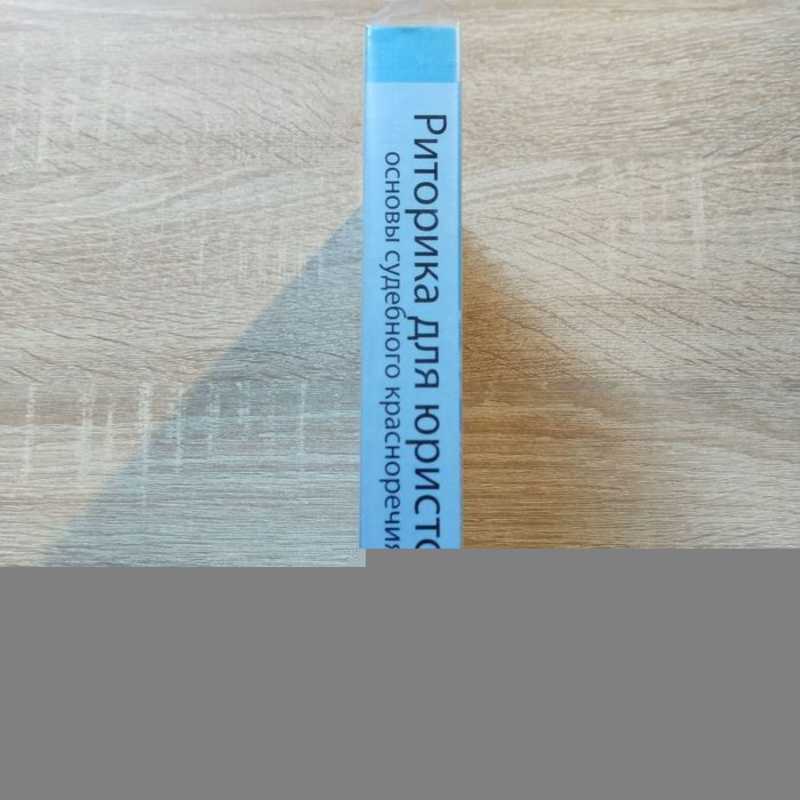 Риторика для юристо
основы судебного красноречия